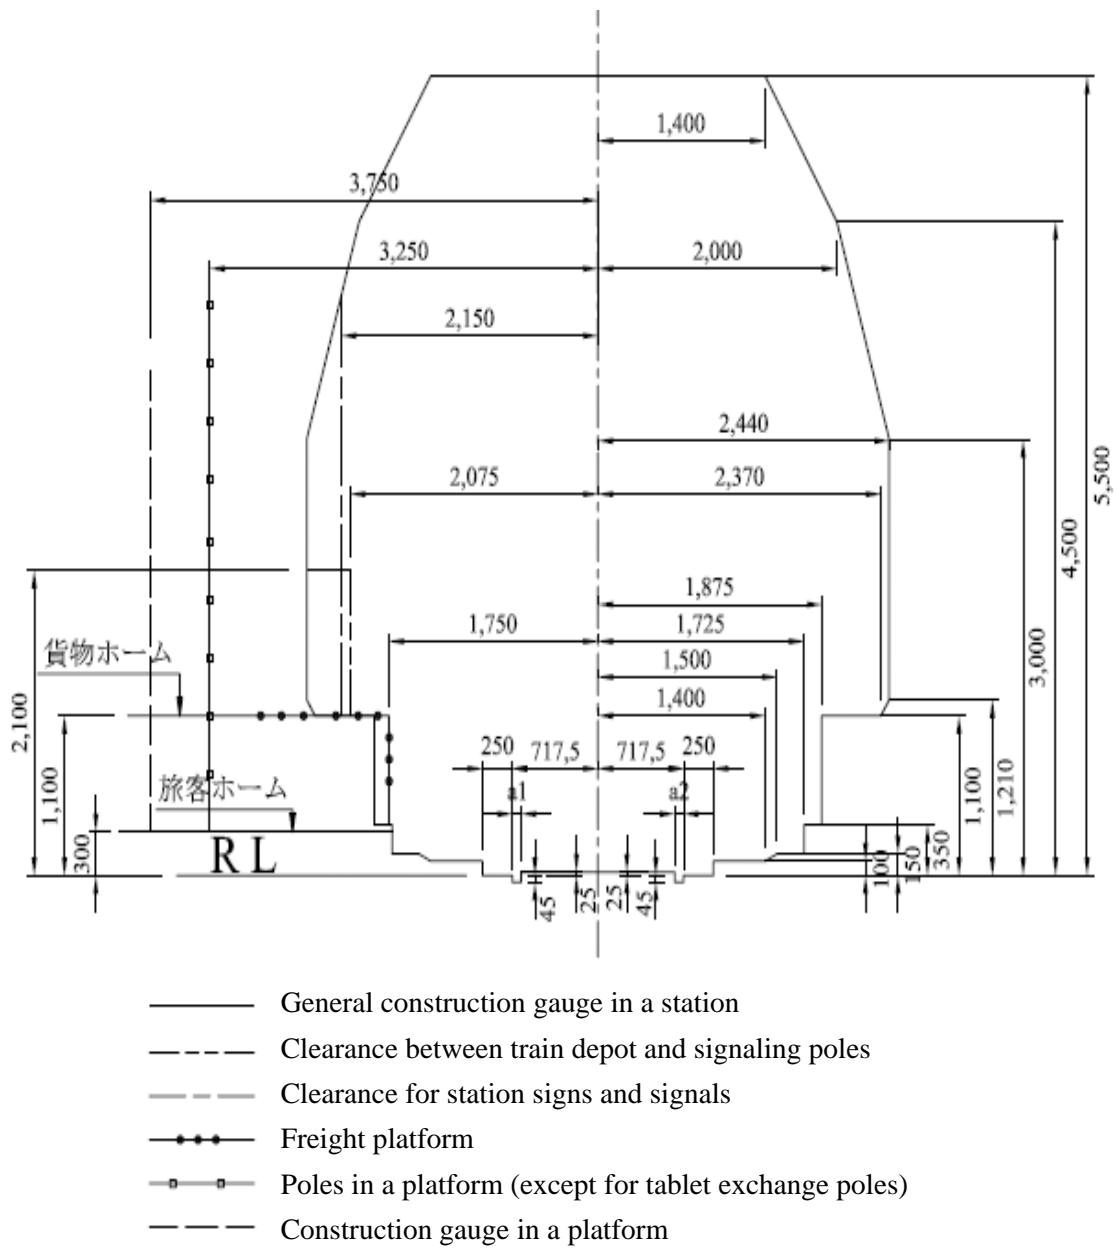 1,400
3,750
3,250
2,000
2,150
2,440
2,075
2,370
5,500
4,500
1,875
1,750
1,725
貨物ホーム
1,500
3,000
2,100
1,400
250
717,5
717,5
250
1,100
旅客ホーム
a1
a2
1,100
1,210
300
RL
100
150
350
45
25
25
45
General construction gauge in a station
Clearance between train depot and signaling poles
Clearance for station signs and signals
Freight platform
Poles in a platform (except for tablet exchange poles)
Construction gauge in a platform